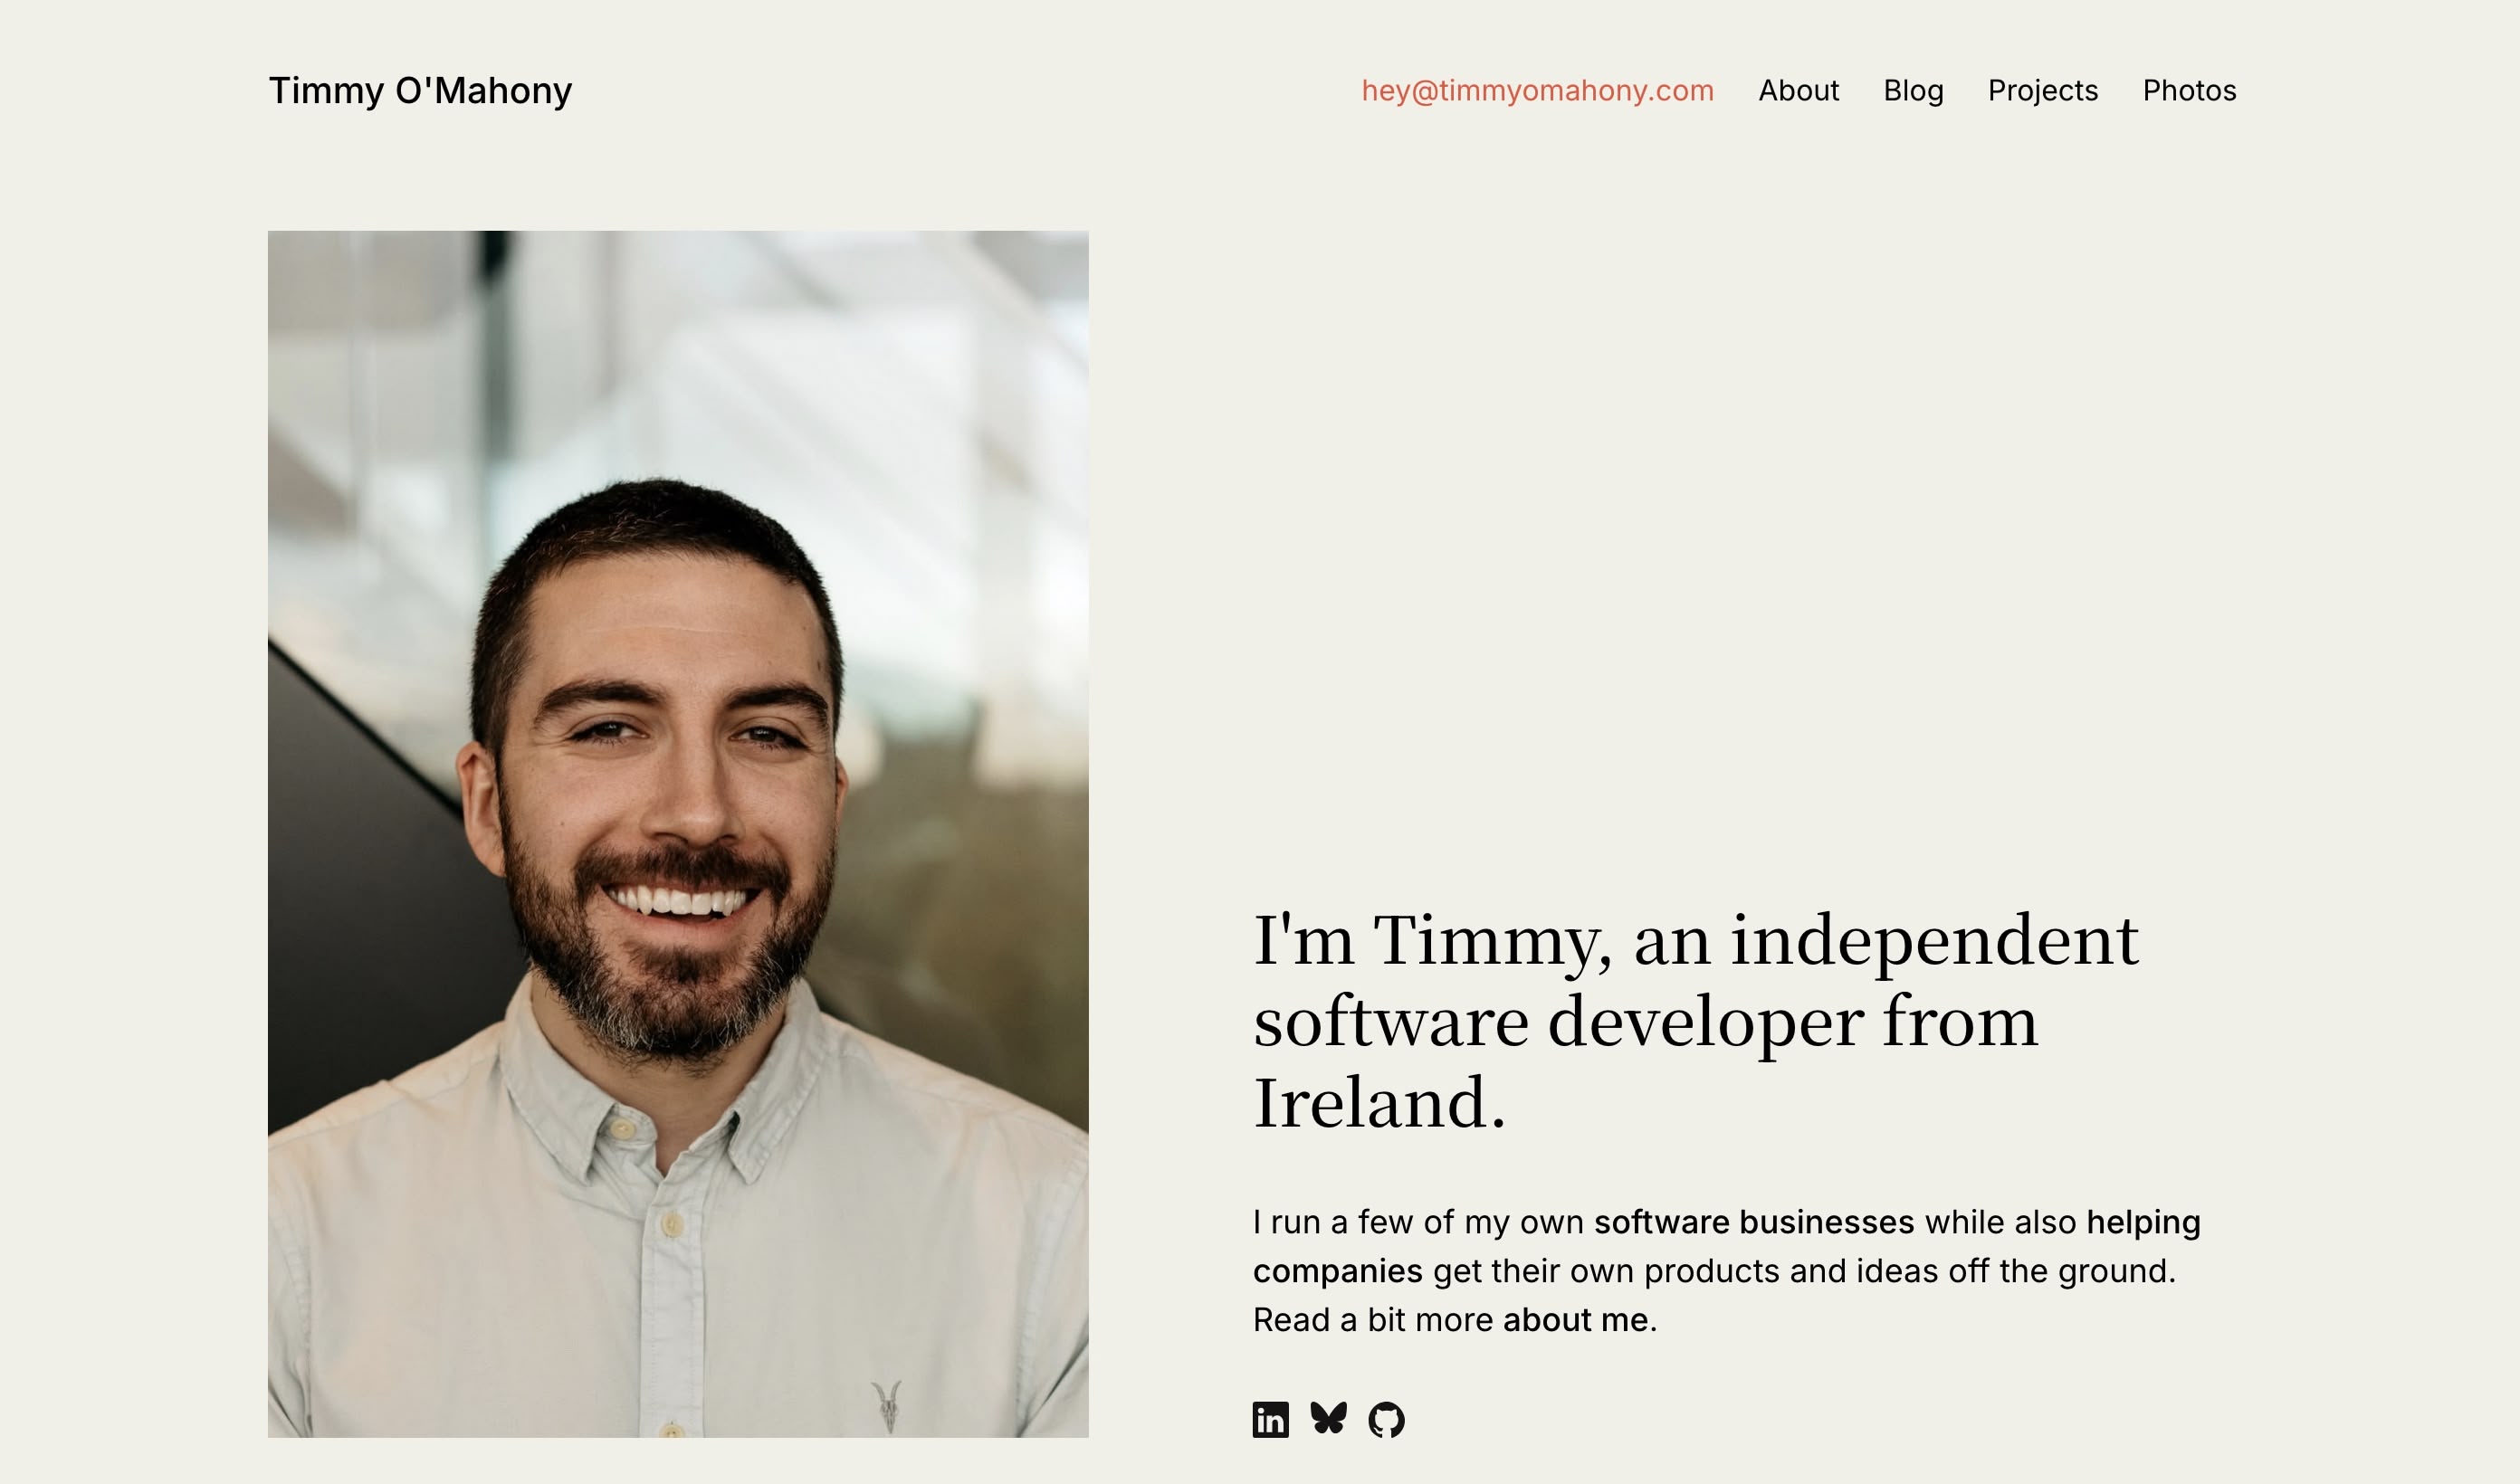 Timmy O'Mahony
hey@timmyomahony.com About Blog Projects Photos
I'm Timmy, an independent
software developer from
Ireland.
I run a few of my own software businesses while also helping
companies get their own products and ideas off the ground.
Read a bit more about me.
in